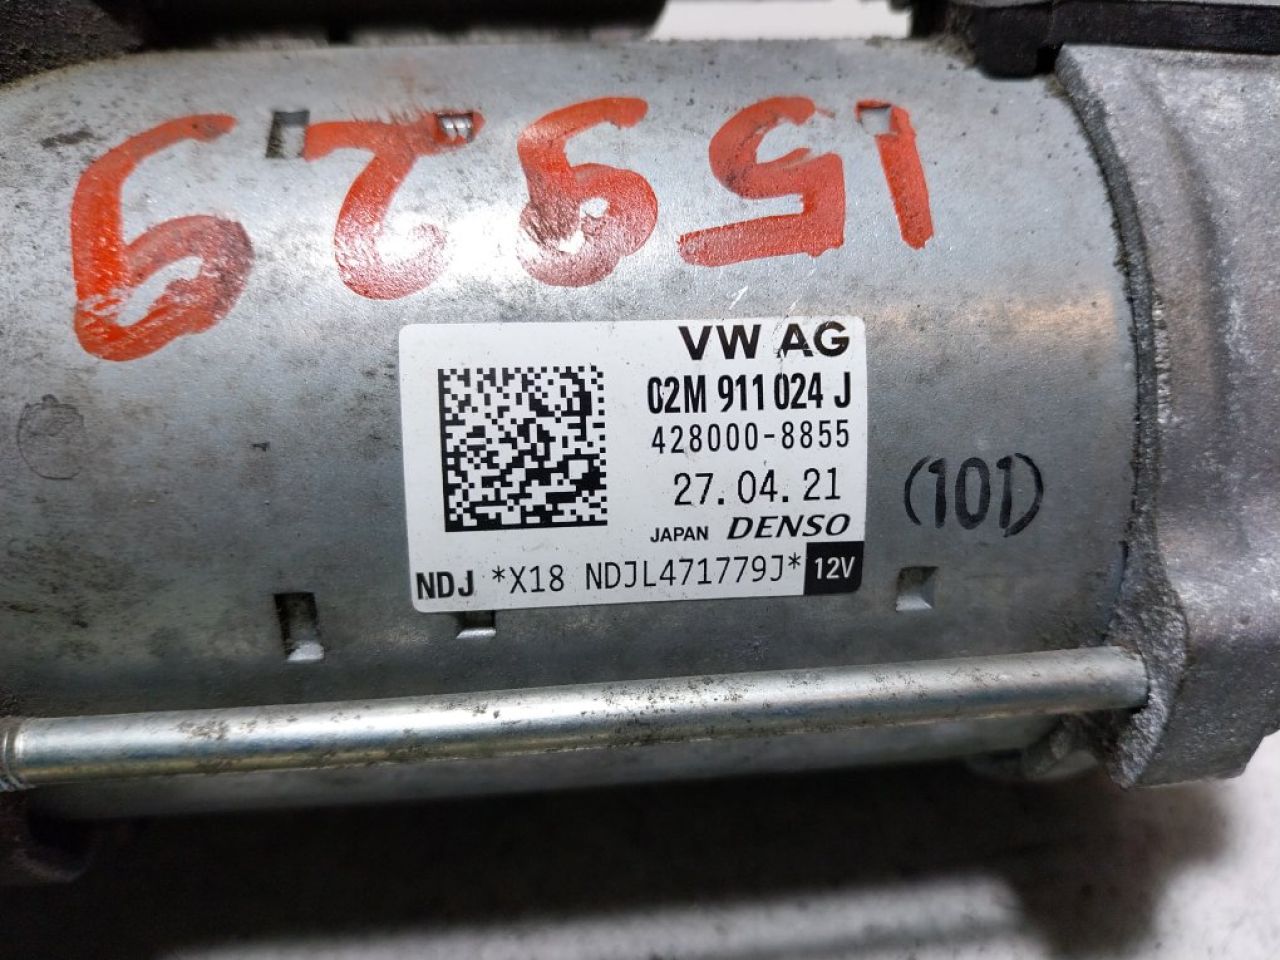 15929
VW AG
02M 911 024 J
428000-8855
27.04.21
JAPAN DENSO
NDJ *X18 NDJL471779J* 12V
(101)